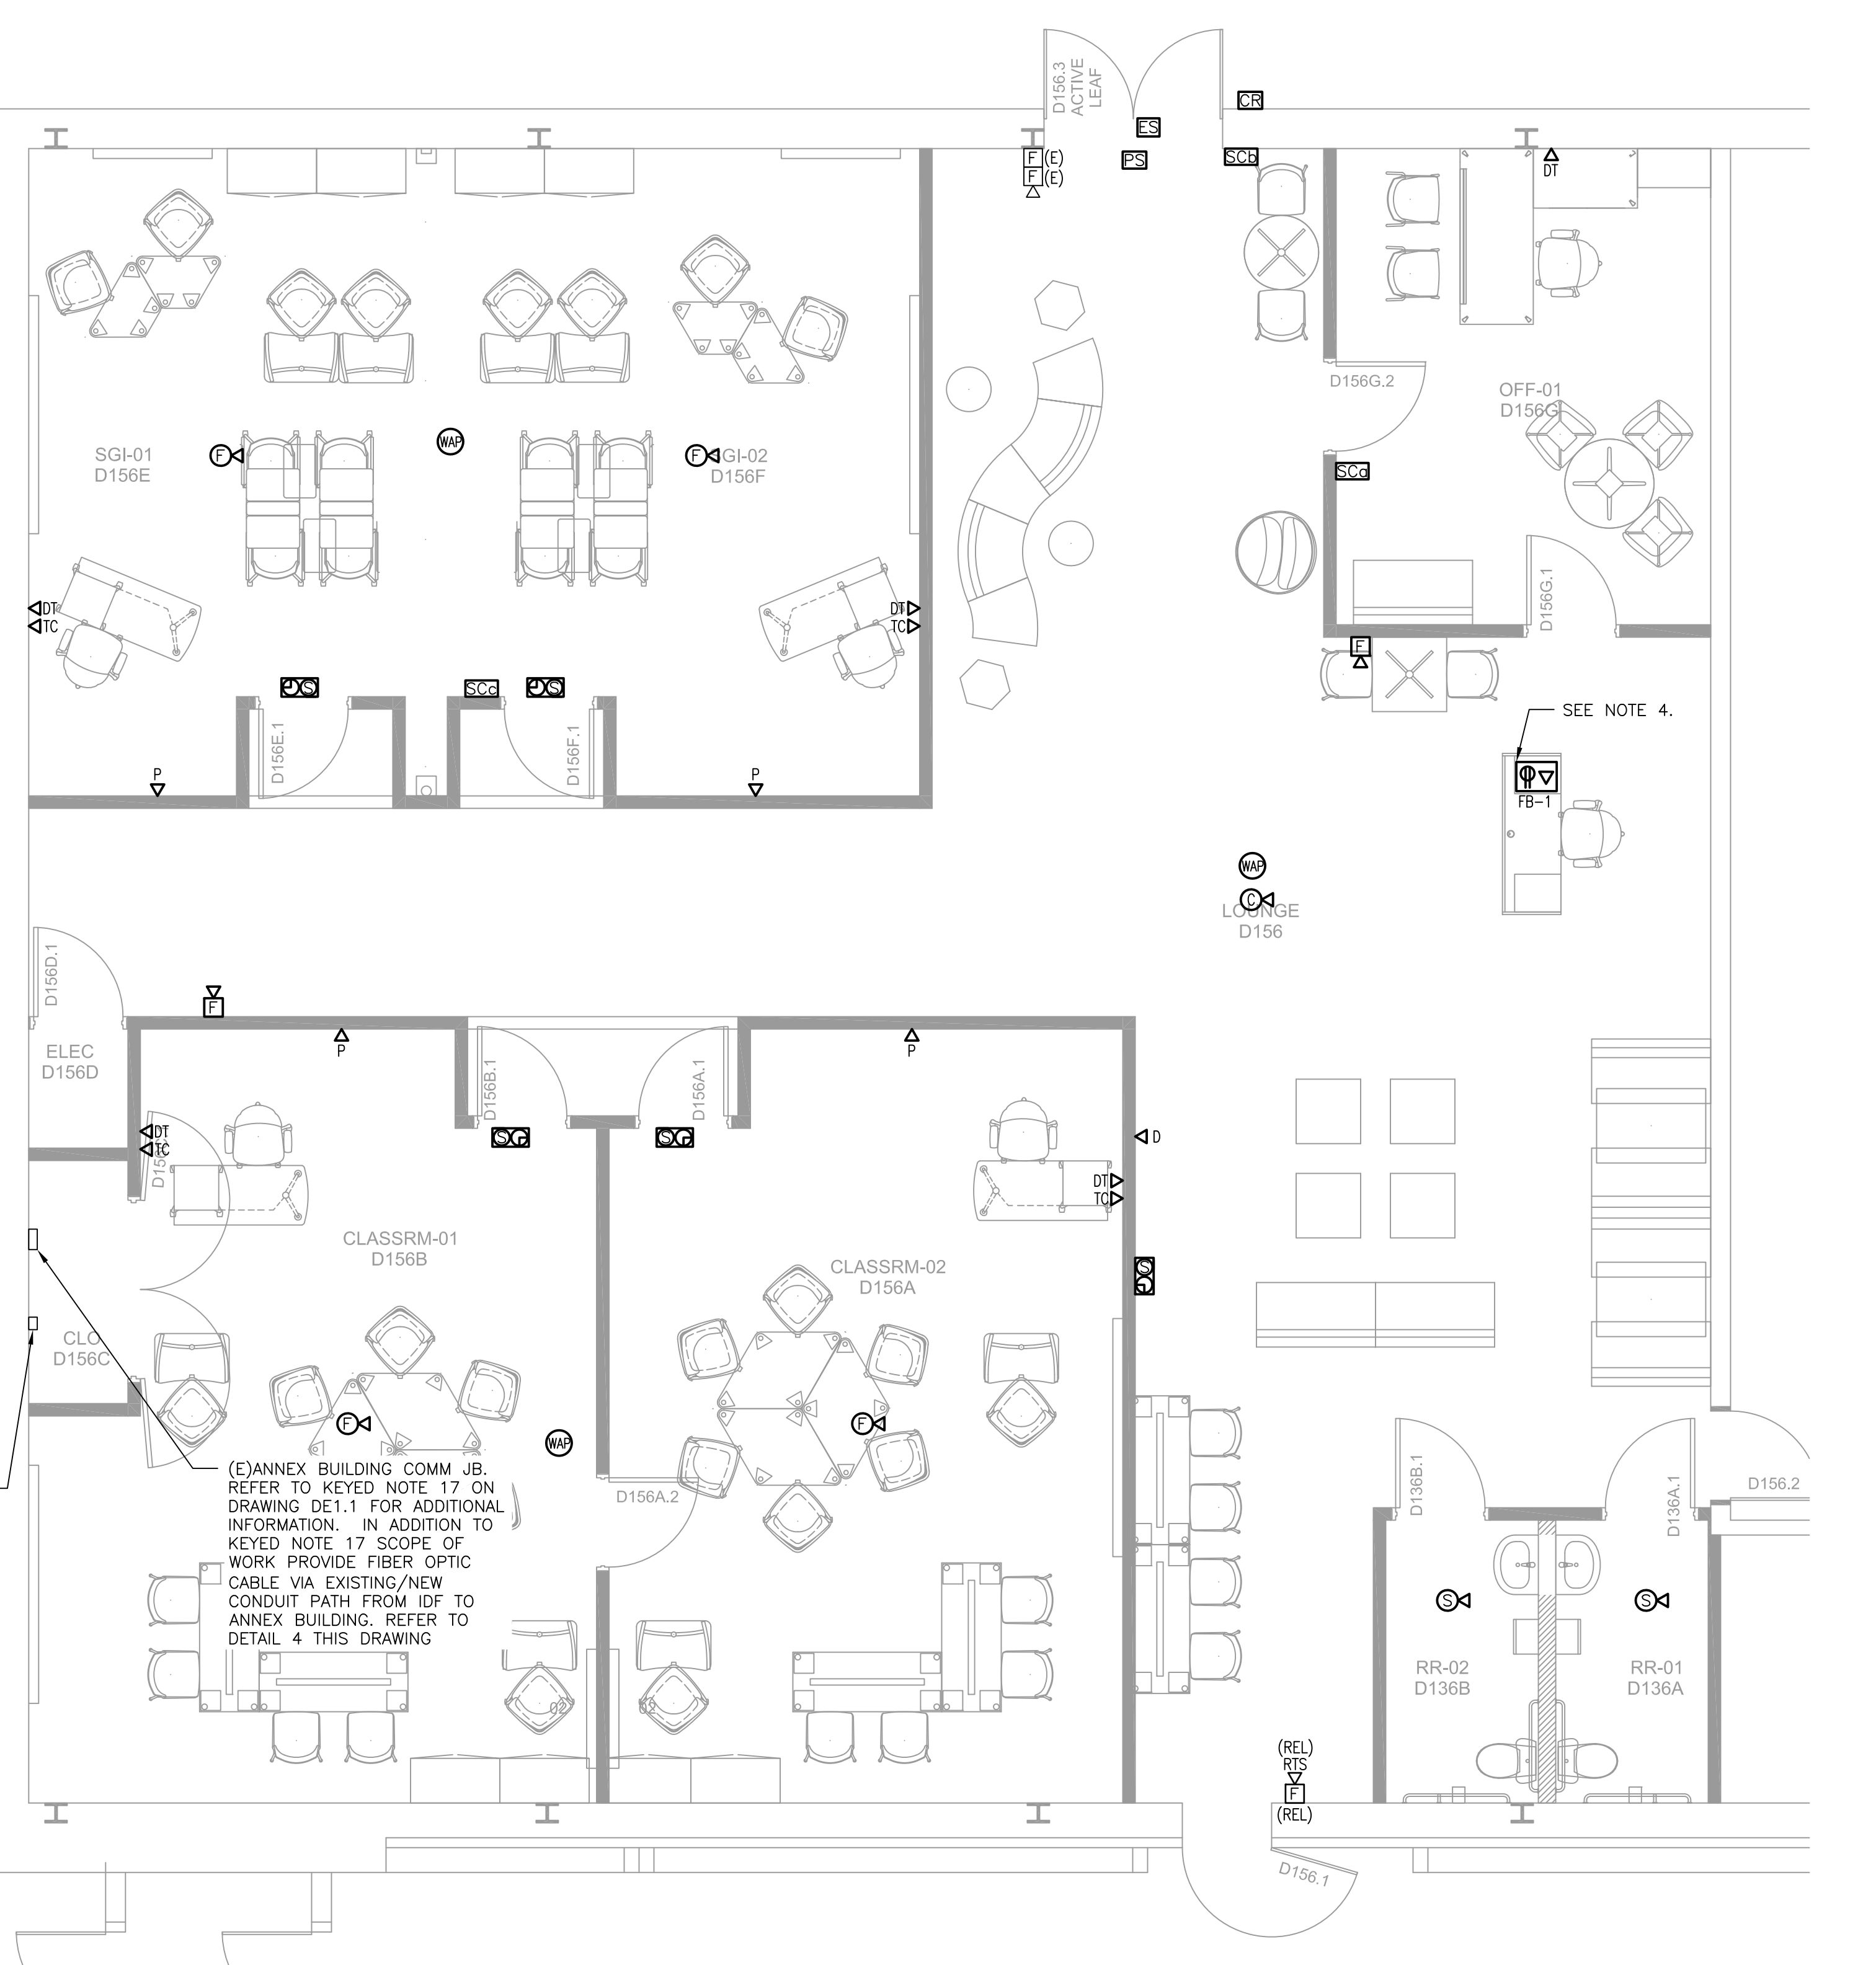 D156.3
ACTIVE
LEAF
CR
ES
PS
SCb
F (E)
F (E)
DT
D156G.2
OFF-01
D156G
SCa
D156G.1
SGI-01
D156E
F
WAP
F
GI-02
D156F
DT
TC
DT
TC
S
SCc
S
F
SEE NOTE 4.
FB-1
D156E.1
D156F.1
P
P
WAP
C
LOUNGE
D156
D156D.1
F
ELEC
D156D
P
P
D156B.1
D156A.1
S
S
DT
TC
D156
D
DT
TC
CLASSRM-01
D156B
CLASSRM-02
D156A
S
CLO
D156C
F
F
WAP
(E)ANNEX BUILDING COMM JB.
REFER TO KEYED NOTE 17 ON
DRAWING DE1.1 FOR ADDITIONAL
INFORMATION. IN ADDITION TO
KEYED NOTE 17 SCOPE OF
WORK PROVIDE FIBER OPTIC
CABLE VIA EXISTING/NEW
CONDUIT PATH FROM IDF TO
ANNEX BUILDING. REFER TO
DETAIL 4 THIS DRAWING
D156A.2
D136B.1
D136A.1
D156.2
S
S
RR-02
D136B
RR-01
D136A
02
02
(REL)
RTS
F
(REL)
D156.1